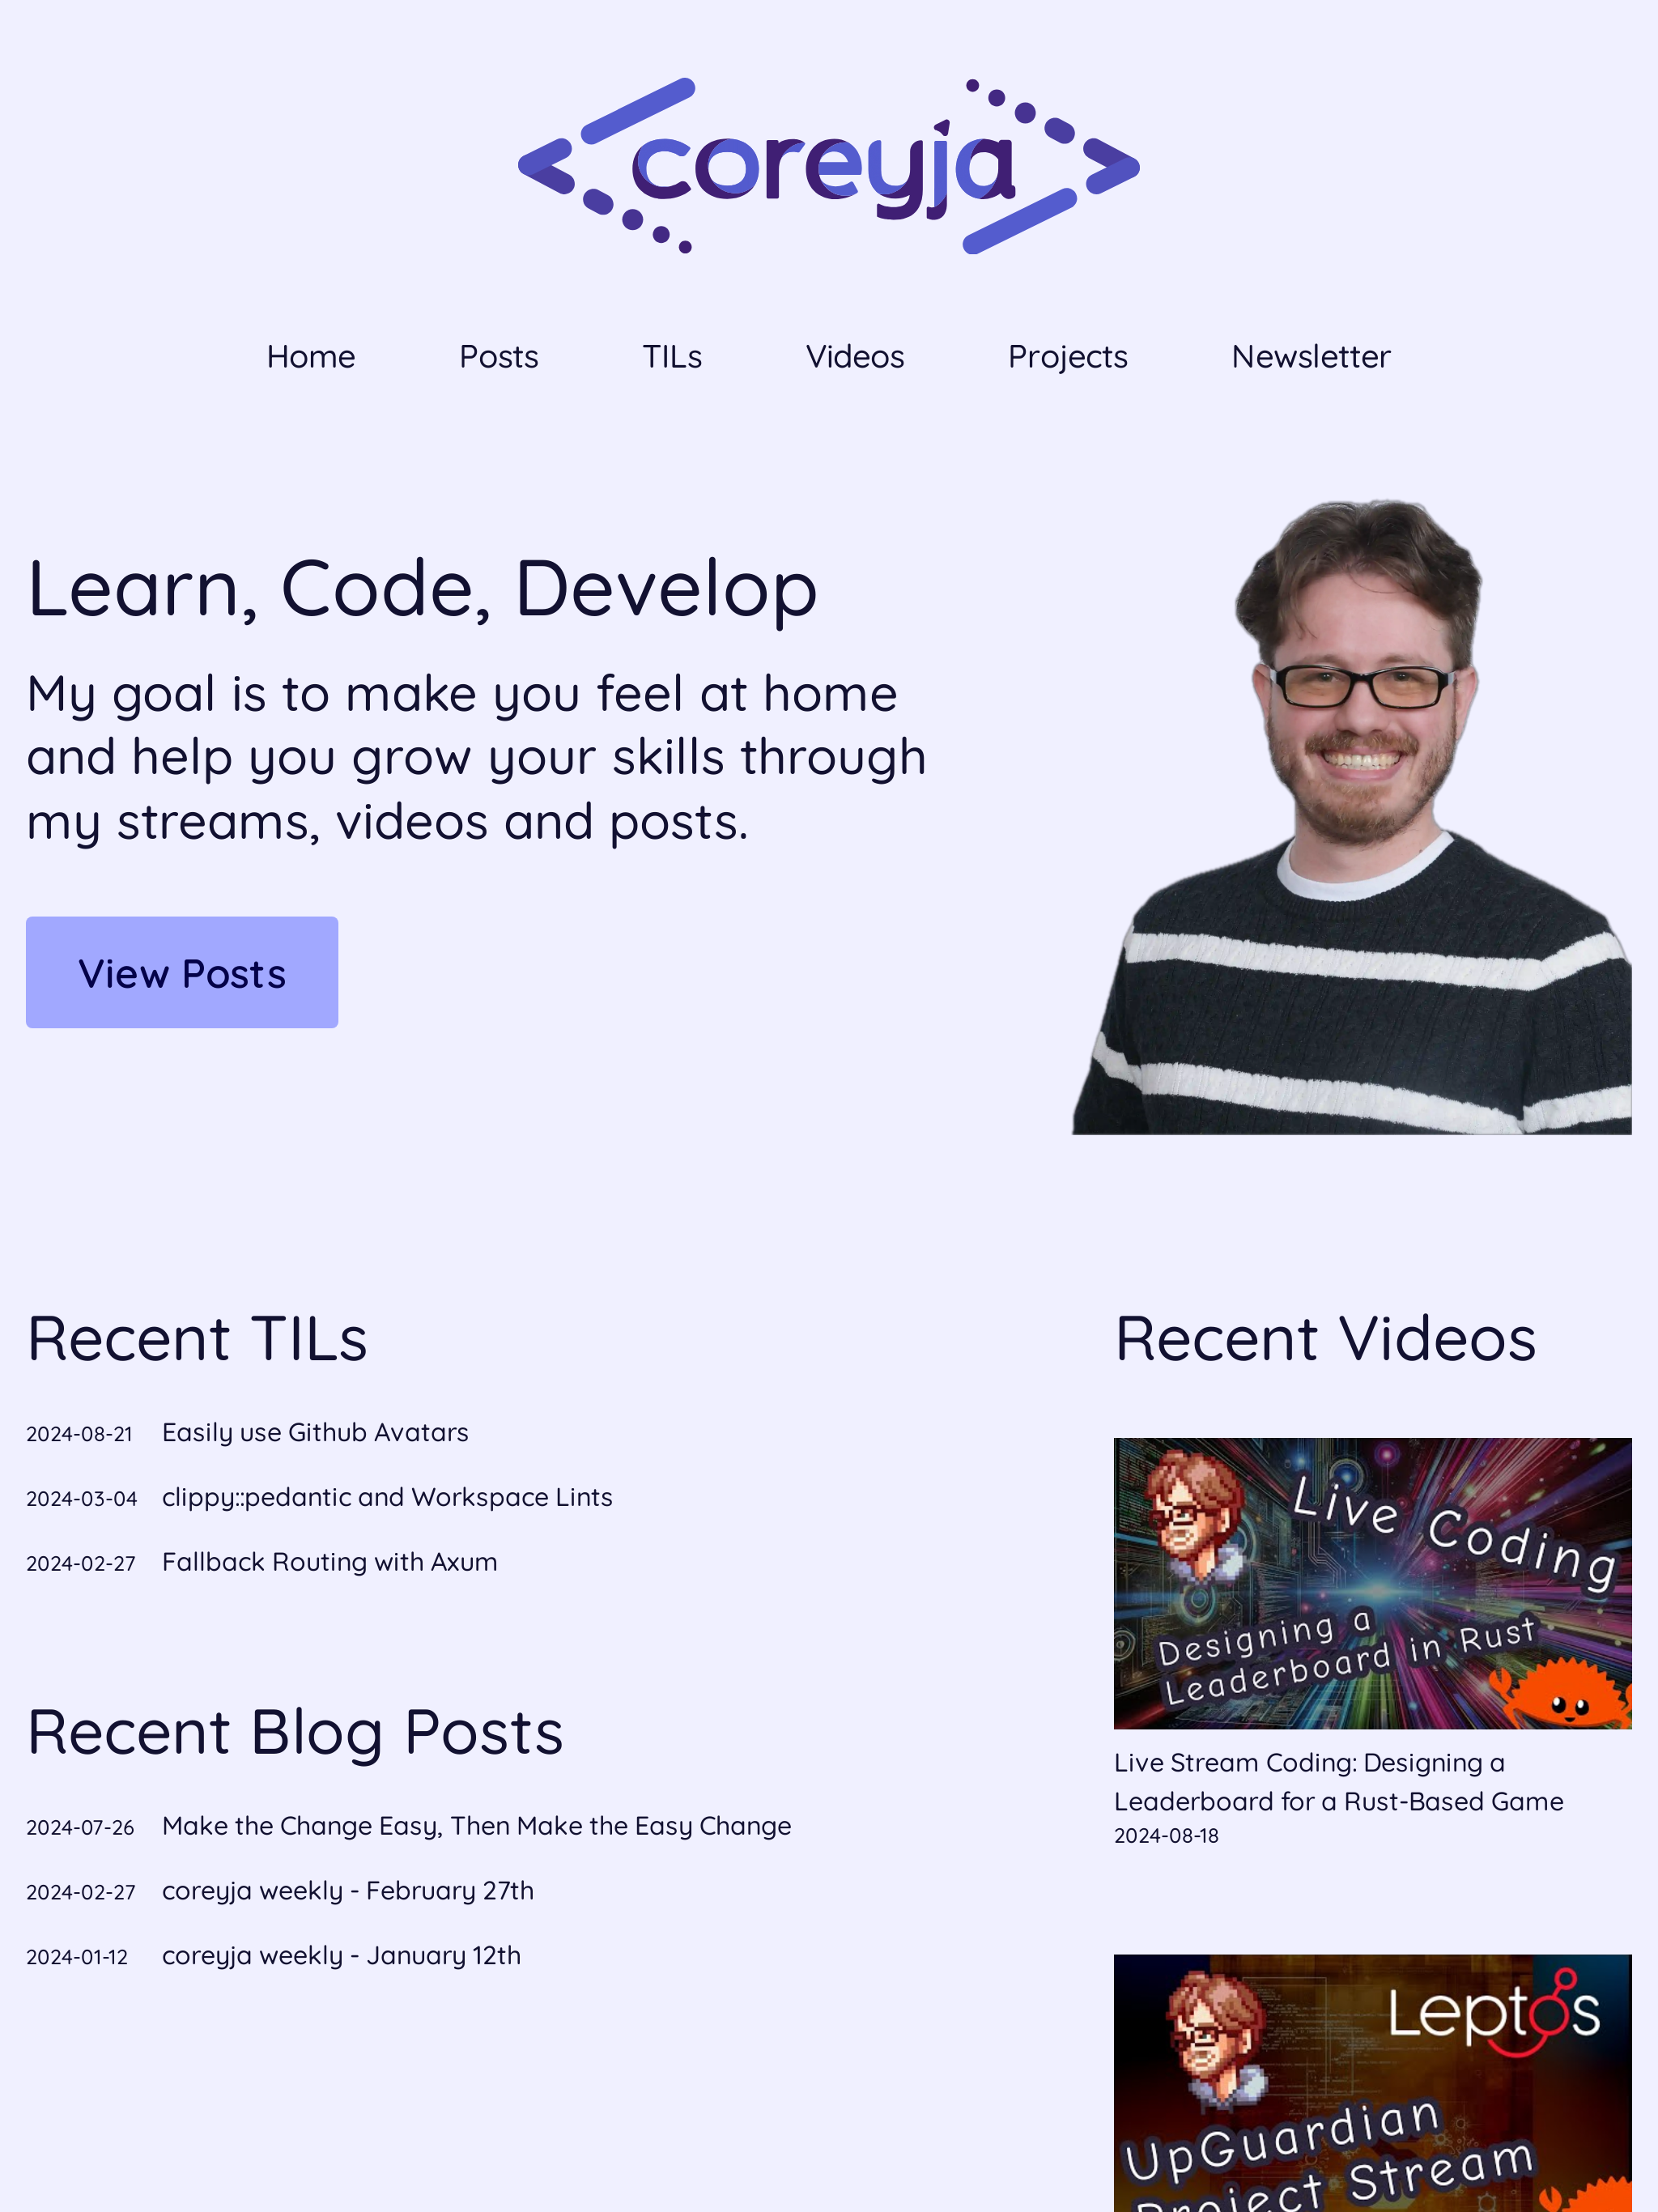 coreyja
Home Posts TILs Videos Projects Newsletter
Learn, Code, Develop
My goal is to make you feel at home
and help you grow your skills through
my streams, videos and posts.
View Posts
Recent TILs
2024-08-21 Easily use Github Avatars
2024-03-04 clippy::pedantic and Workspace Lints
2024-02-27 Fallback Routing with Axum
Recent Blog Posts
2024-07-26 Make the Change Easy, Then Make the Easy Change
2024-02-27 coreyja weekly - February 27th
2024-01-12 coreyja weekly - January 12th
Recent Videos
Live Coding
Designing a
Leaderboard in Rust
Live Stream Coding: Designing a
Leaderboard for a Rust-Based Game
2024-08-18
Leptos
UpGuardian
Project Stream